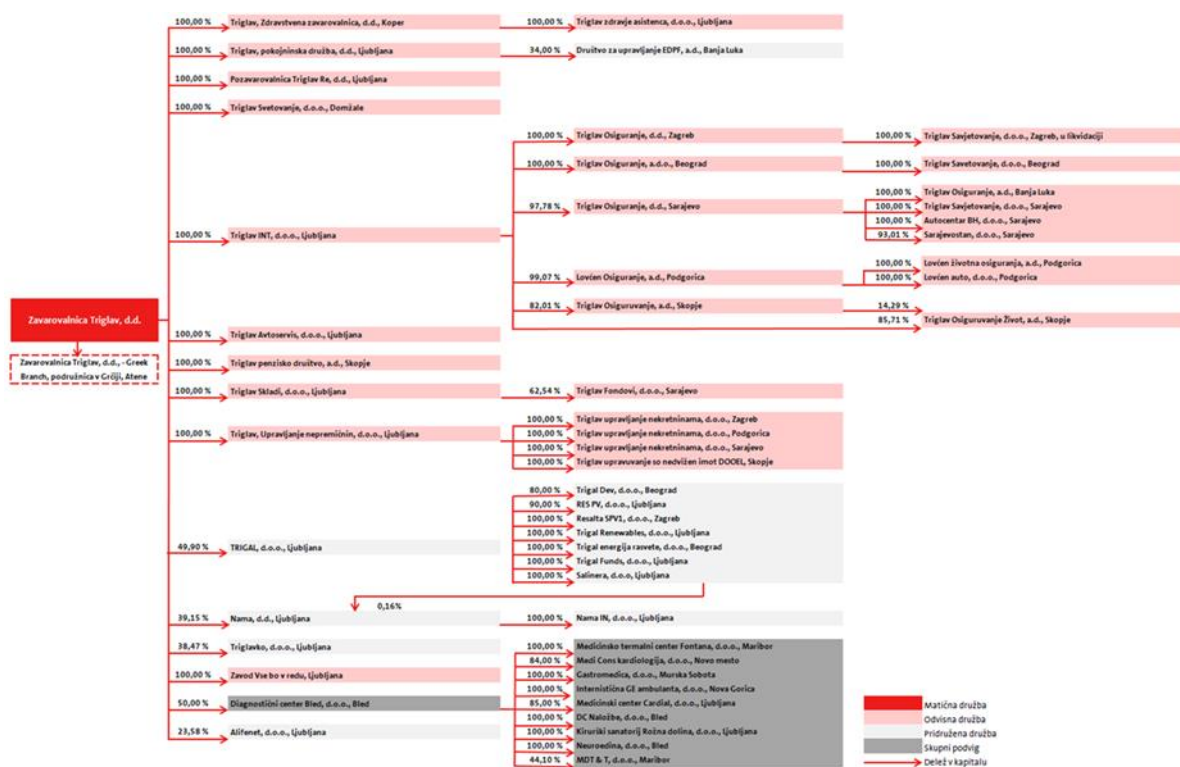 100,00 % Triglav, Zdravstvena zavarovalnica, d.d., Koper 100,00 % Triglav zdravje asistenca, d.o.o., Ljubljana
100,00 % Triglav, pokojninska družba, d.d., Ljubljana 34,00 % Društvo za upravljanje EDPF, a.d., Banja Luka
100,00 % Pozavarovalnica Triglav Re, d.d., Ljubljana
100,00 % Triglav Svetovanje, d.o.o., Domžale
100,00 % Triglav Osiguranje, d.d., Zagreb 100,00 % Triglav Savjetovanje, d.o.o., Zagreb, u likvidaciji
100,00 % Triglav Osiguranje, a.d.o., Beograd 100,00 % Triglav Savetovanje, d.o.o., Beograd
100,00 % Triglav Osiguranje, a.d., Banja Luka
97,78 % Triglav Osiguranje, d.d., Sarajevo 100,00 % Triglav Savjetovanje, d.o.o., Sarajevo
100,00 % Autocentar BH, d.o.o., Sarajevo
100,00 % Triglav INT, d.o.o., Ljubljana 93,01 % Sarajevostan, d.o.o., Sarajevo
100,00 % Lovćen životna osiguranja, a.d., Podgorica
99,07 % Lovćen Osiguranje, a.d., Podgorica 100,00 % Lovćen auto, d.o.o., Podgorica
82,01 % Triglav Osiguruvanje, a.d., Skopje 14,29 %
85,71 % Triglav Osiguruvanje Život, a.d., Skopje
Zavarovalnica Triglav, d.d.
100,00 % Triglav Avtoservis, d.o.o., Ljubljana
Zavarovalnica Triglav, d.d., - Greek
Branch, podružnica v Grčiji, Atene
100,00 % Triglav penzisko društvo, a.d., Skopje
100,00 % Triglav Skladi, d.o.o., Ljubljana 62,54 % Triglav Fondovi, d.o.o., Sarajevo
100,00 % Triglav upravljanje nekretninama, d.o.o., Zagreb
100,00 % Triglav, Upravljanje nepremičnin, d.o.o., Ljubljana 100,00 % Triglav upravljanje nekretninama, d.o.o., Podgorica
100,00 % Triglav upravljanje nekretninama, d.o.o., Sarajevo
100,00 % Triglav upravuvanje so nedvižen imot DOOEL, Skopje
80,00 % Trigal Dev, d.o.o., Beograd
90,00 % RES PV, d.o.o., Ljubljana
100,00 % Resalta SPV1, d.o.o., Zagreb
100,00 % Trigal Renewables, d.o.o., Ljubljana
49,90 % TRIGAL, d.o.o., Ljubljana 100,00 % Trigal energija rasvete, d.o.o., Beograd
100,00 % Trigal Funds, d.o.o., Ljubljana
100,00 % Salinera, d.o.o, Ljubljana
0,16%
39,15 % Nama, d.d., Ljubljana 100,00 % Nama IN, d.o.o., Ljubljana
38,47 % Triglavko, d.o.o., Ljubljana 100,00 % Medicinsko termalni center Fontana, d.o.o., Maribor
84,00 % Medi Cons kardiologija, d.o.o., Novo mesto
100,00 % Zavod Vse bo v redu, Ljubljana 100,00 % Gastromedica, d.o.o., Murska Sobota
100,00 % Internistična GE ambulanta, d.o.o., Nova Gorica
50,00 % Diagnostični center Bled, d.o.o., Bled 85,00 % Medicinski center Cardial, d.o.o., Ljubljana
100,00 % DC Naložbe, d.o.o., Bled
23,58 % Alifenet, d.o.o., Ljubljana 100,00 % Kirurški sanatorij Rožna dolina, d.o.o., Ljubljana
100,00 % Neuroedina, d.o.o., Bled
44,10 % MDT & T, d.o.o., Maribor
Matična družba
Odvisna družba
Pridružena družba
Skupni podvig
Delež v kapitalu